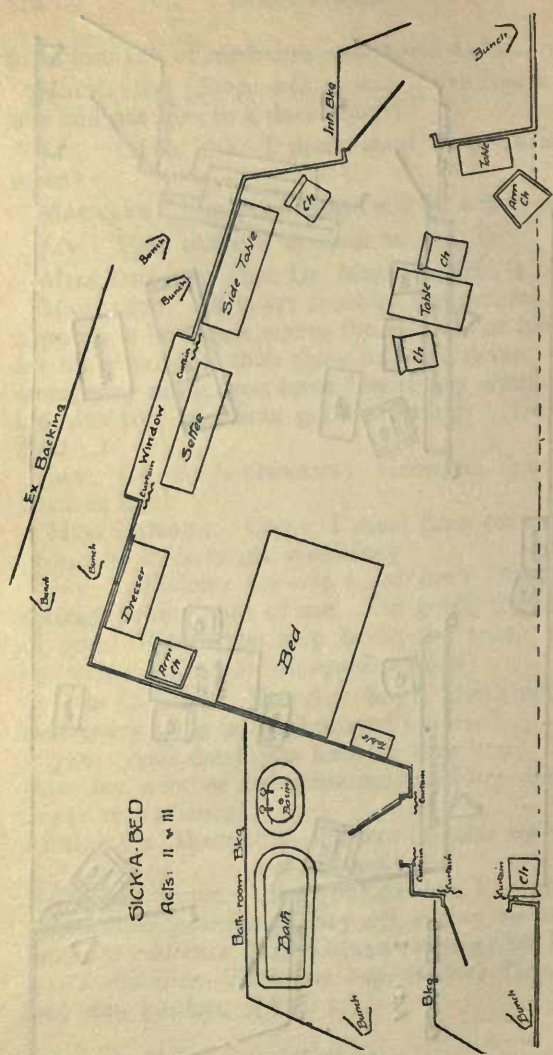 SICK-A-BED
Acts: II & III
Ex Backing
Bunch
Bunch
Bunch
Bunch
Curtain
Window
Curtain
Dresser
Settee
Side Table
Arm
Ch
Bed
Table
Ch
Int. Bkg
Bunch
Table
Arm
Ch
Ch
Table
Ch
Bath room Bkg
Basin
Bath
Curtain
Curtain
Curtain
Curtain
Ch
Bkg
Bunch
Bunch